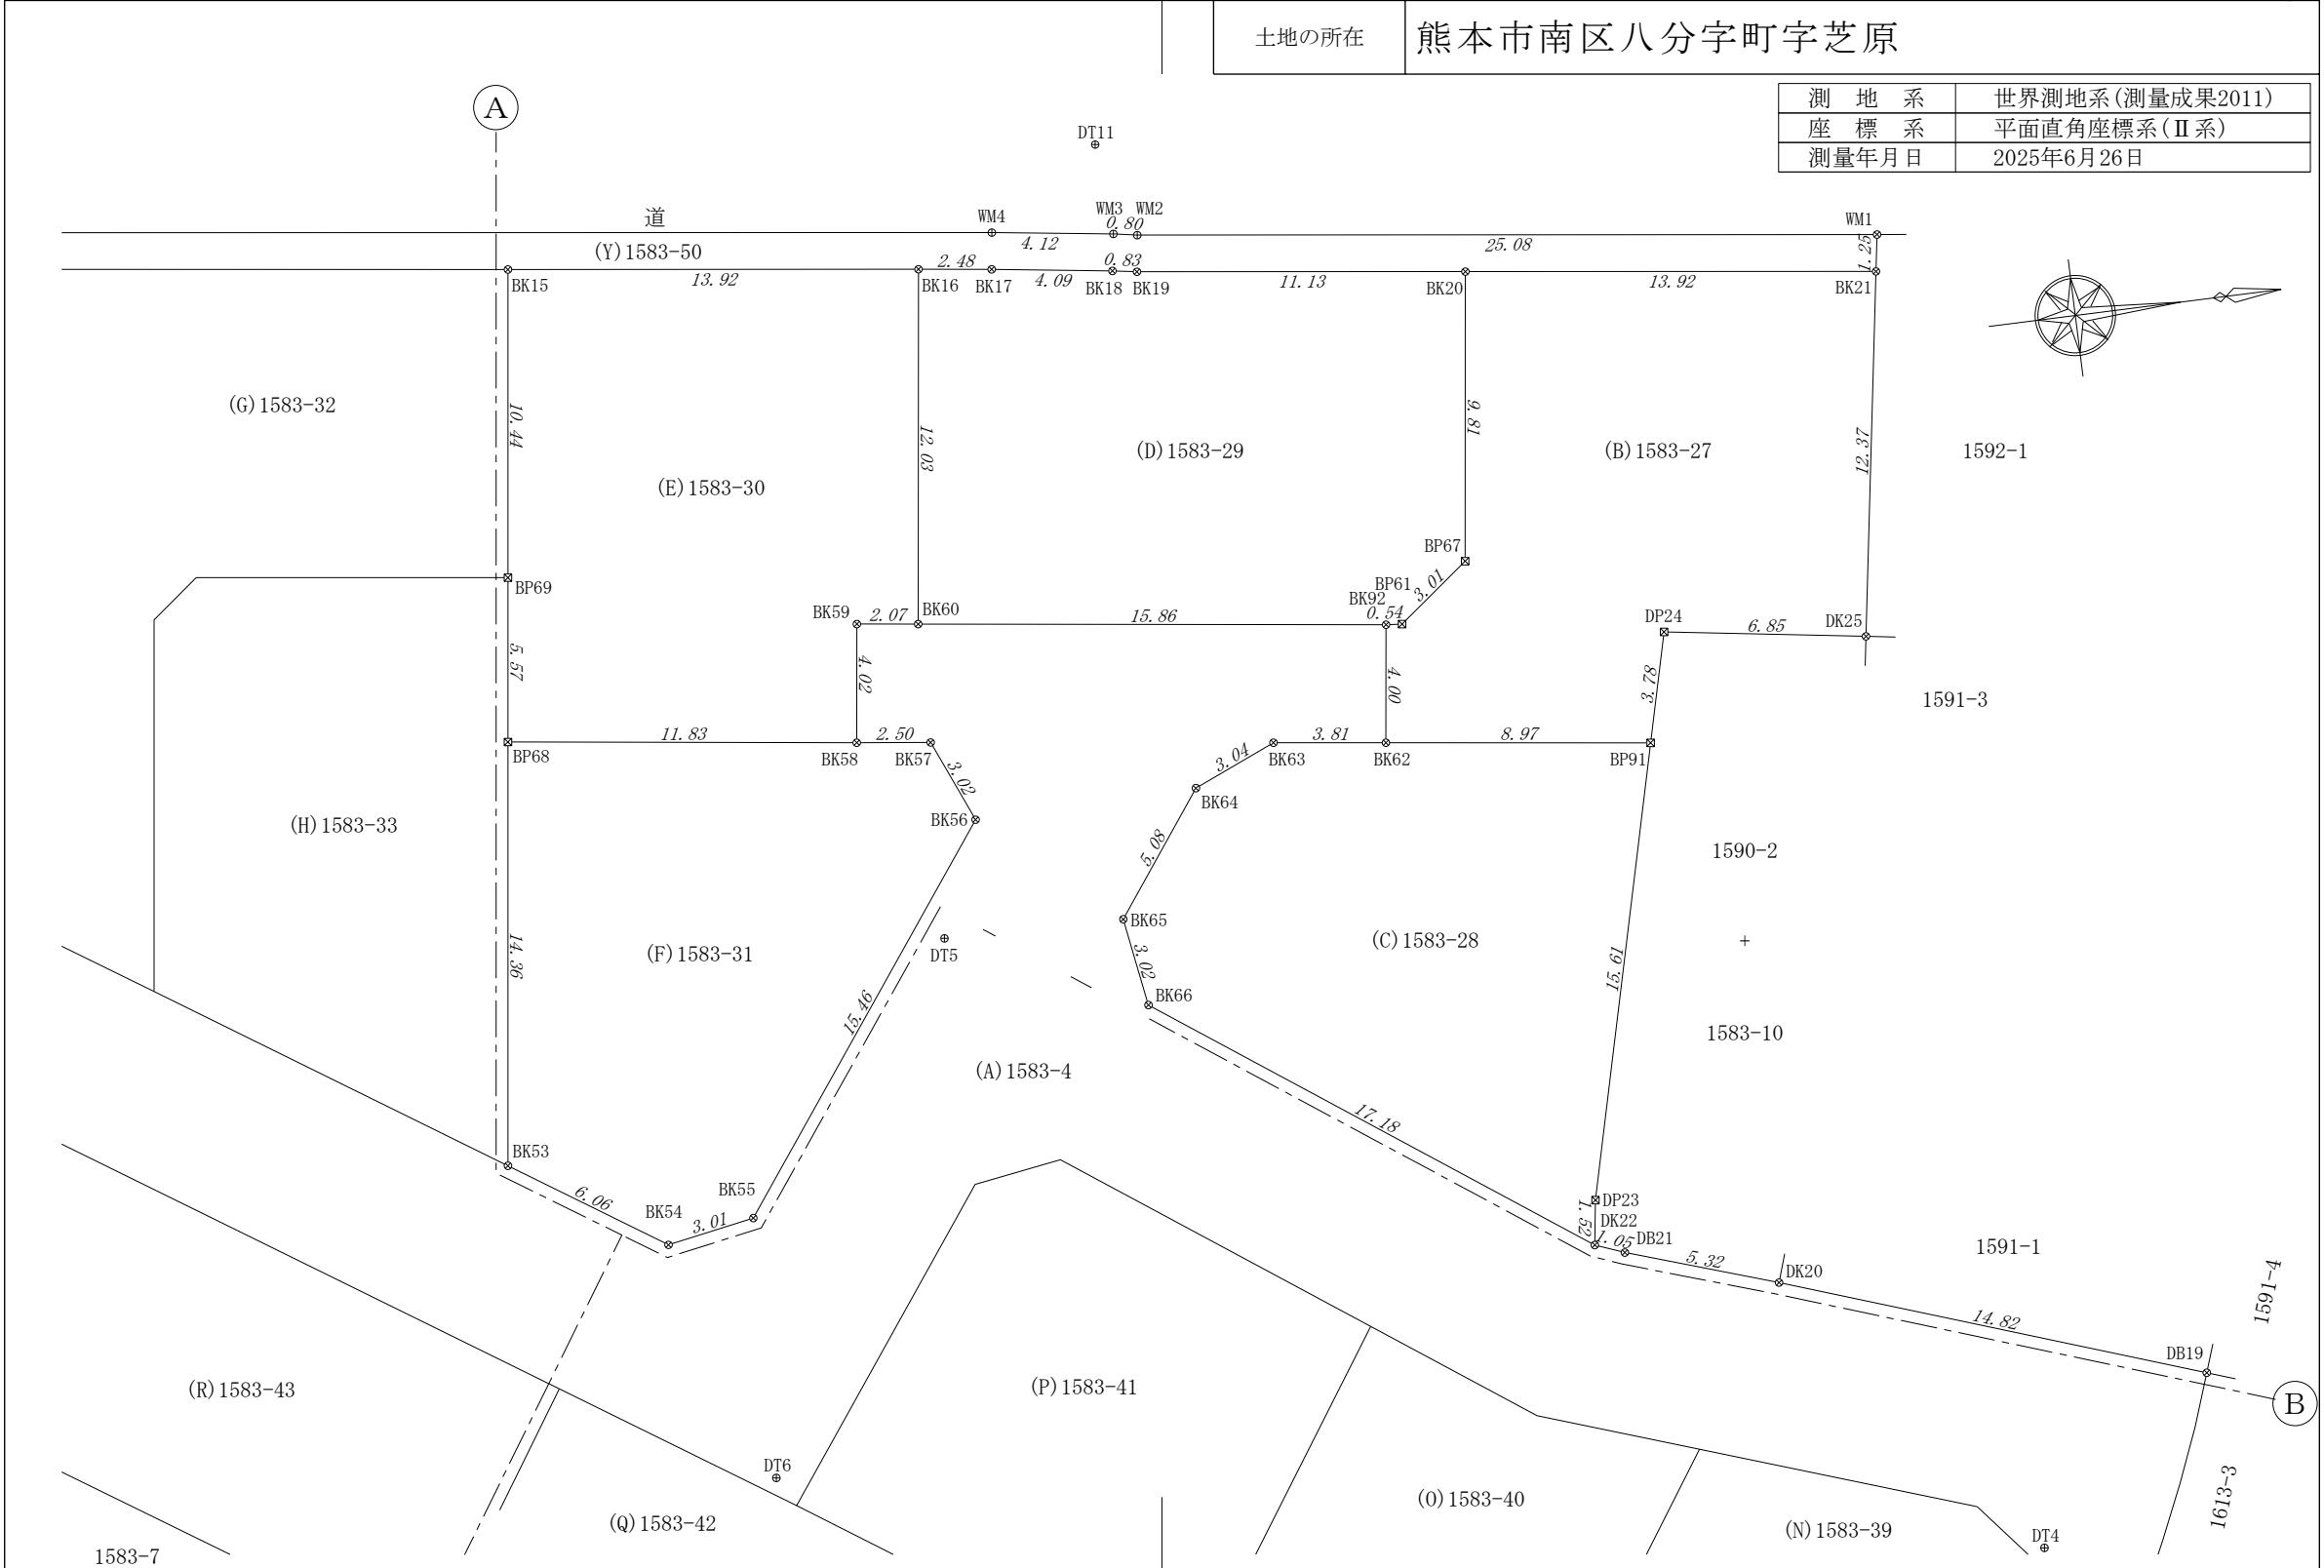 土地の所在 熊本市南区八分字町字芝原
測 地 系 世界測地系(測量成果2011)
座 標 系 平面直角座標系(Ⅱ系)
測量年月日 2025年6月26日
A
DT11
道
WM4
WM3
WM2
WM1
0.80
4.12
25.08
1.25
(Y)1583-50
2.48
0.83
BK15
13.92
BK16
BK17
4.09
BK18
BK19
11.13
BK20
13.92
BK21
(G)1583-32
10.44
12.03
9.81
12.37
(E)1583-30
(D)1583-29
(B)1583-27
1592-1
BP67
BP69
BP61
3.01
BK92
BK59
2.07
BK60
15.86
0.54
DP24
6.85
DK25
5.57
4.02
4.00
3.78
1591-3
BP68
11.83
BK58
2.50
BK57
3.81
BK63
BK62
8.97
BP91
3.02
3.04
BK64
BK56
(H)1583-33
5.08
1590-2
BK65
(F)1583-31
14.36
DT5
3.02
(C)1583-28
15.61
BK66
15.46
1583-10
(A)1583-4
17.18
BK53
6.06
BK54
BK55
3.01
DP23
1.52
DK22
1.05
DB21
5.32
DK20
1591-1
1591-4
14.82
DB19
B
(R)1583-43
(P)1583-41
DT6
(O)1583-40
1613-3
(Q)1583-42
(N)1583-39
DT4
1583-7